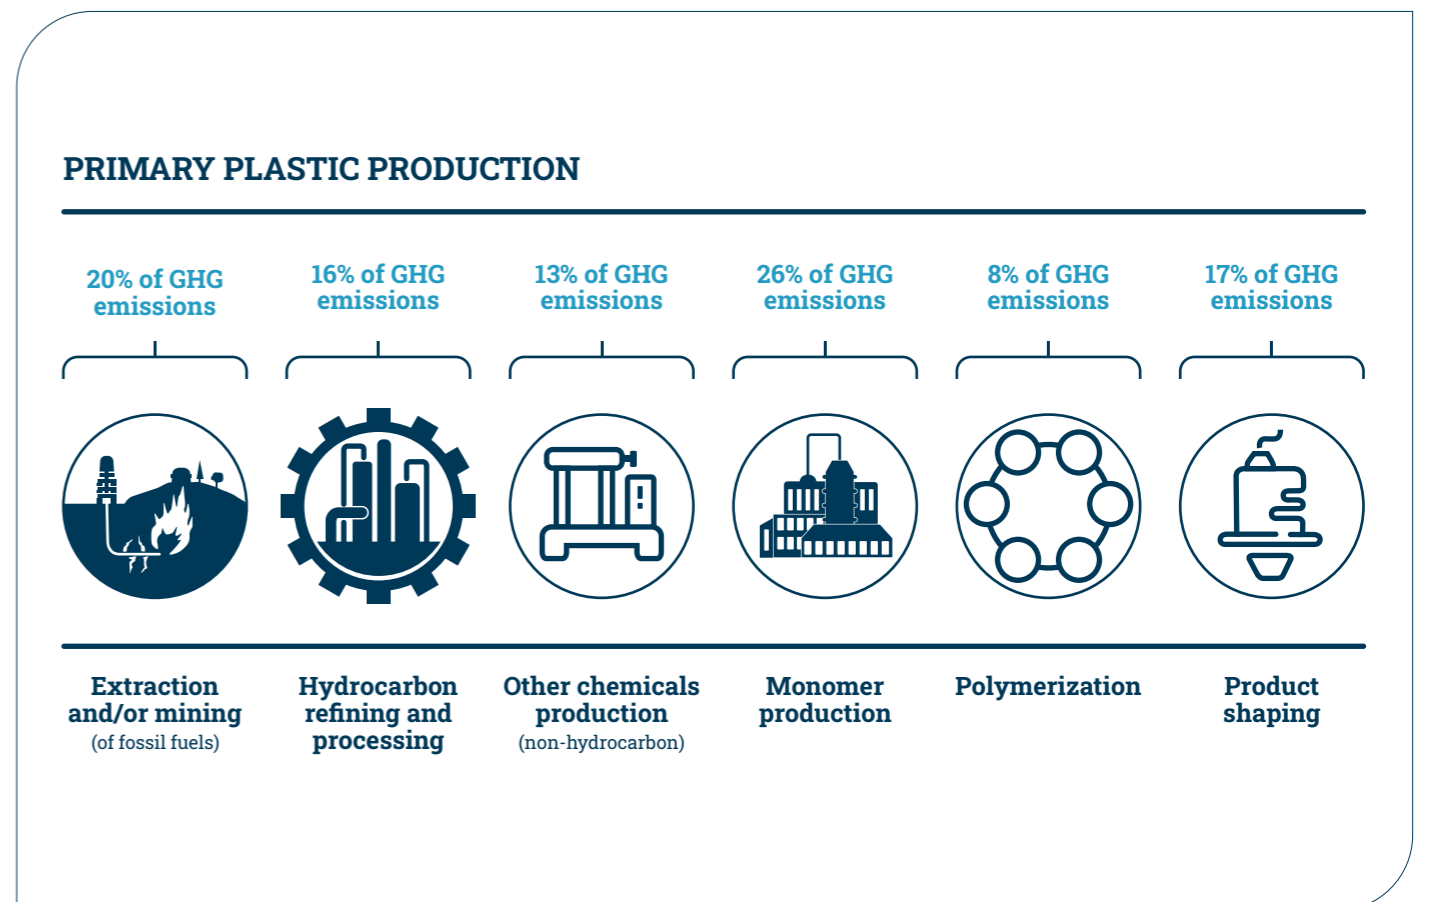 PRIMARY PLASTIC PRODUCTION
20% of GHG
emissions
16% of GHG
emissions
13% of GHG
emissions
26% of GHG
emissions
8% of GHG
emissions
17% of GHG
emissions
Extraction
and/or mining
(of fossil fuels)
Hydrocarbon
refining and
processing
Other chemicals
production
(non-hydrocarbon)
Monomer
production
Polymerization
Product
shaping